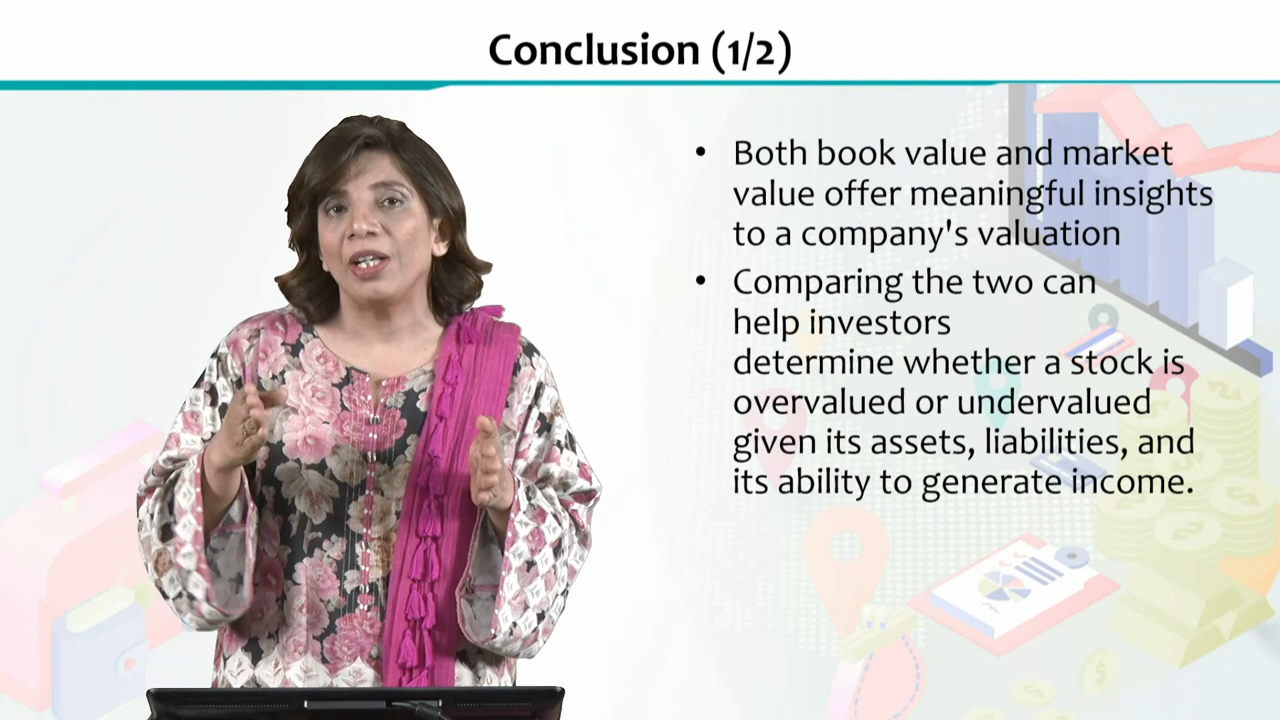 Conclusion (1/2)
• Both book value and market
value offer meaningful insights
to a company's valuation
• Comparing the two can
help investors
determine whether a stock is
overvalued or undervalued
given its assets, liabilities, and
its ability to generate income.